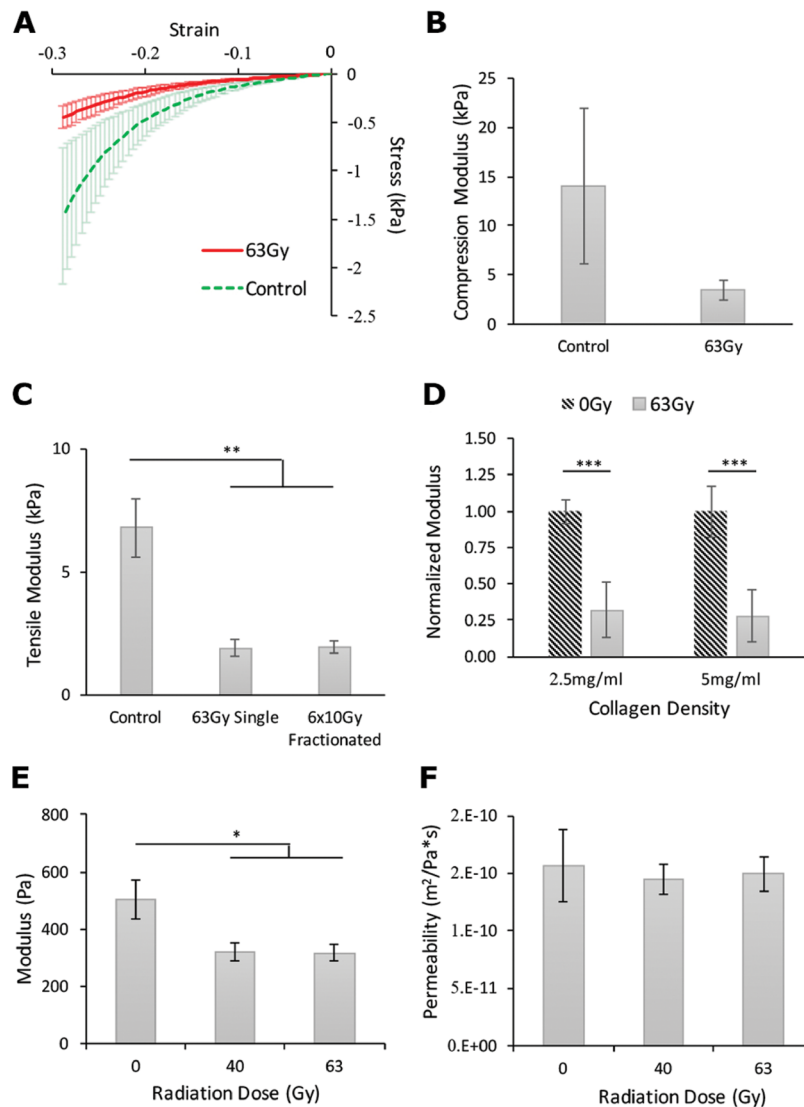 A
Strain
-0.3 -0.2 -0.1 0
0
-0.5
-1
-1.5
-2
-2.5
Stress (kPa)
63Gy
Control
B
Compression Modulus (kPa)
25
20
15
10
5
0
Control 63Gy
C
Tensile Modulus (kPa)
10
5
0
**
Control 63Gy Single 6x10Gy
Fractionated
D
0Gy 63Gy
Normalized Modulus
1.50
1.25
1.00
0.75
0.50
0.25
0.00
*** ***
2.5mg/ml 5mg/ml
Collagen Density
E
Modulus (Pa)
800
600
400
200
0
*
0 40 63
Radiation Dose (Gy)
F
Permeability (m²/Pa*s)
2.E-10
2.E-10
1.E-10
5.E-11
0.E+00
0 40 63
Radiation Dose (Gy)